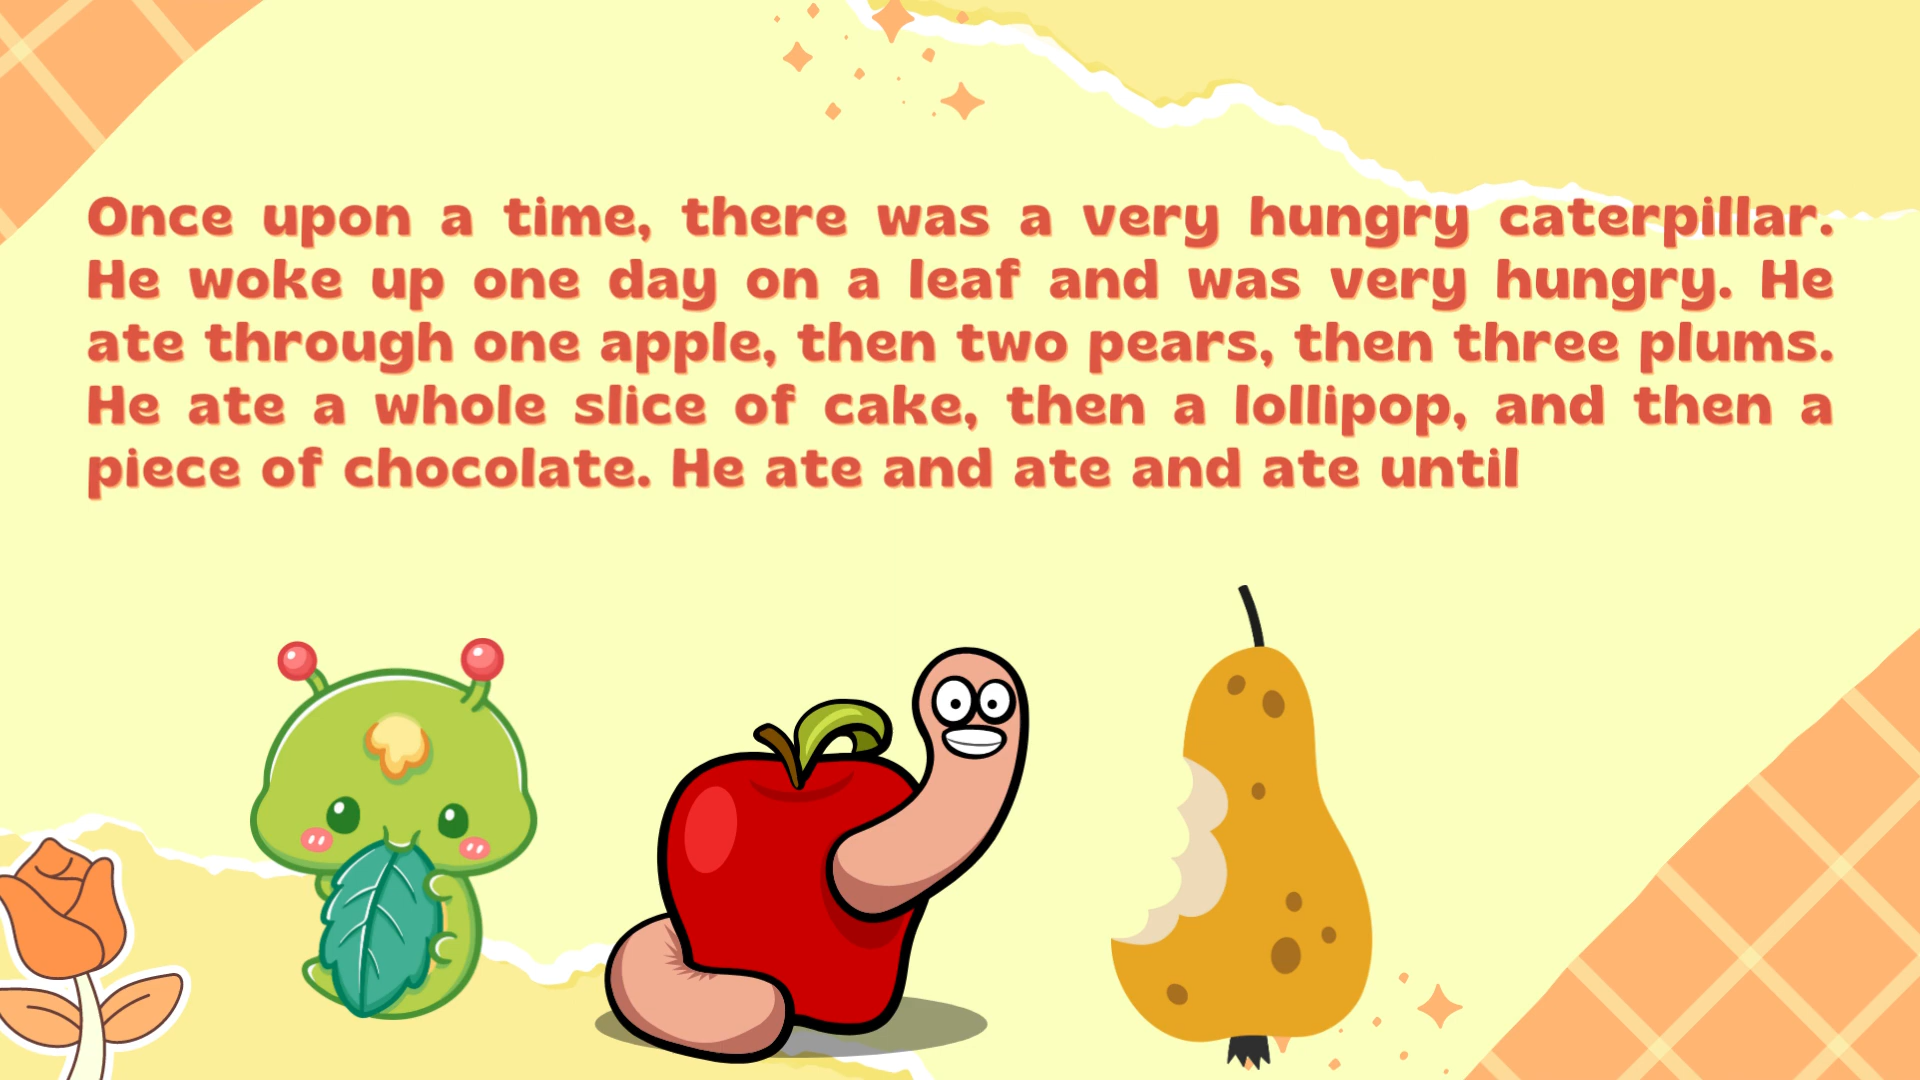 Once upon a time, there was a very hungry caterpillar.
He woke up one day on a leaf and was very hungry. He
ate through one apple, then two pears, then three plums.
He ate a whole slice of cake, then a lollipop, and then a
piece of chocolate. He ate and ate and ate until